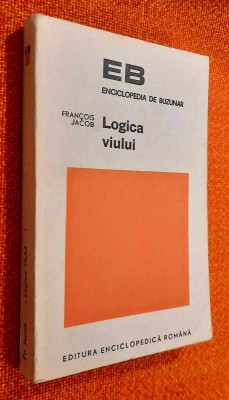 EB
ENCICLOPEDIA DE BUZUNAR
FRANÇOIS
JACOB
Logica
viului
EDITURA ENCICLOPEDICĂ ROMÂNĂ